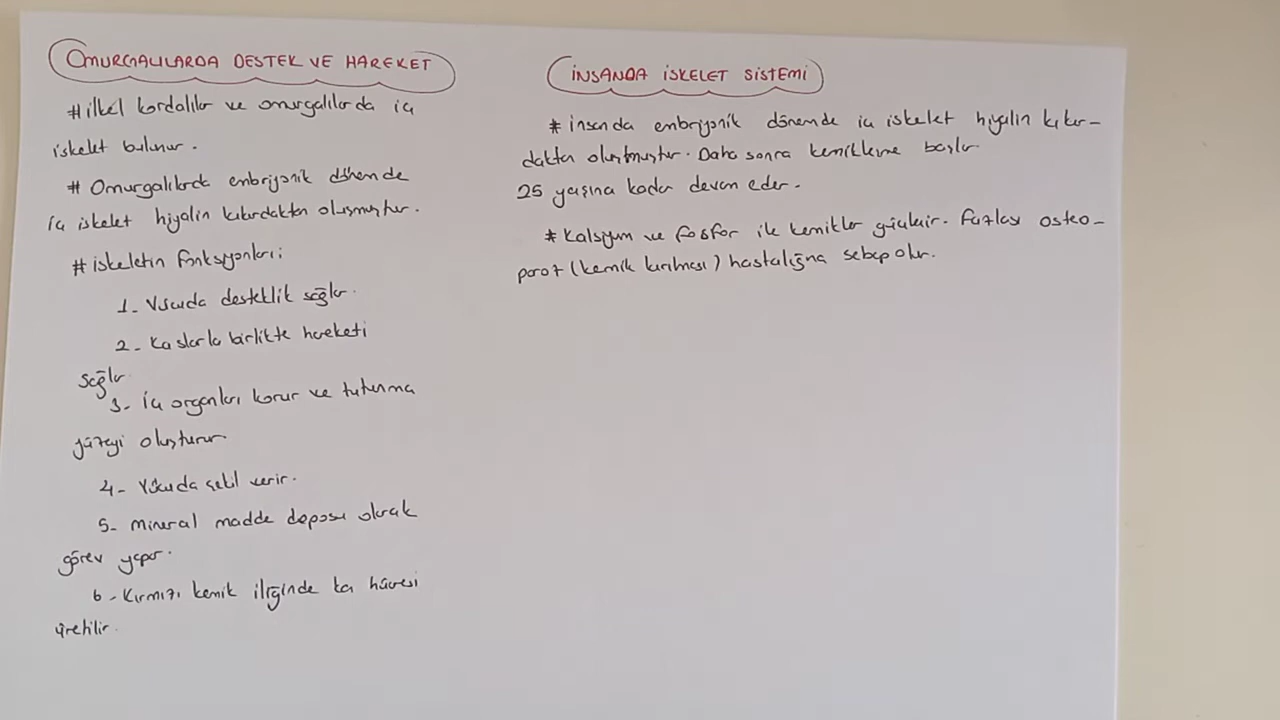 OMURGALILARDA DESTEK VE HAREKET
# ilkel kordalılar ve omurgalılarda iç
iskelet bulunur.
# Omurgalılarda embriyonik dönemde
iç iskelet hiyalin kıkırdaktan oluşmuştur.
# iskeletin fonksiyonları:
1- Vücuda desteklik sağlar.
2- Kaslarla birlikte hareketi
sağlar
3- İç organları korur ve tutunma
yüzeyi oluşturur.
4- Vücuda şekil verir.
5- Mineral madde deposu olarak
görev yapar.
6- Kırmızı kemik iliğinde kan hücresi
üretilir.
İNSANDA İSKELET SİSTEMİ
* İnsanda embriyonik dönemde iç iskelet hiyalin kıkır-
daktan oluşmuştur. Daha sonra kemikleşme başlar
25 yaşına kadar devam eder.
* Kalsiyum ve fosfor ile kemikler güçlenir. Fazlası osteo-
poroz (kemik kırılması) hastalığına sebep olur.